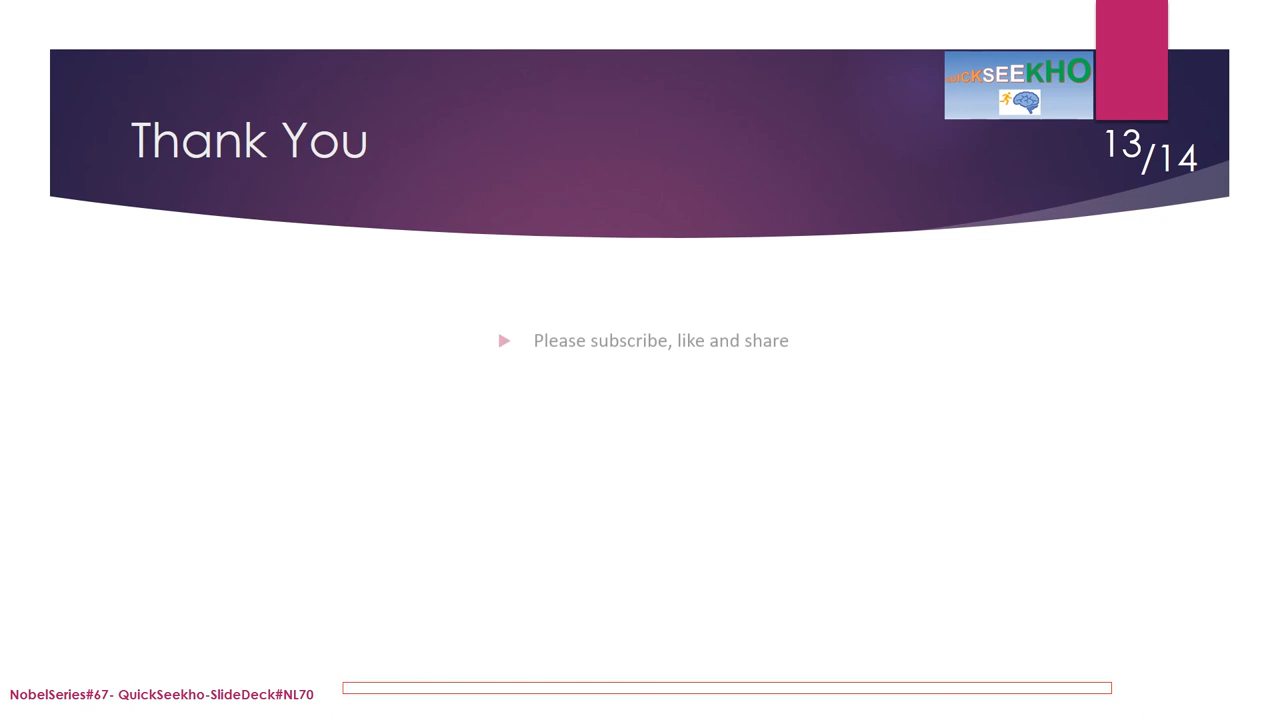 QUICKSEEKHO
Thank You
13/14
Please subscribe, like and share
NobelSeries#67- QuickSeekho-SlideDeck#NL70